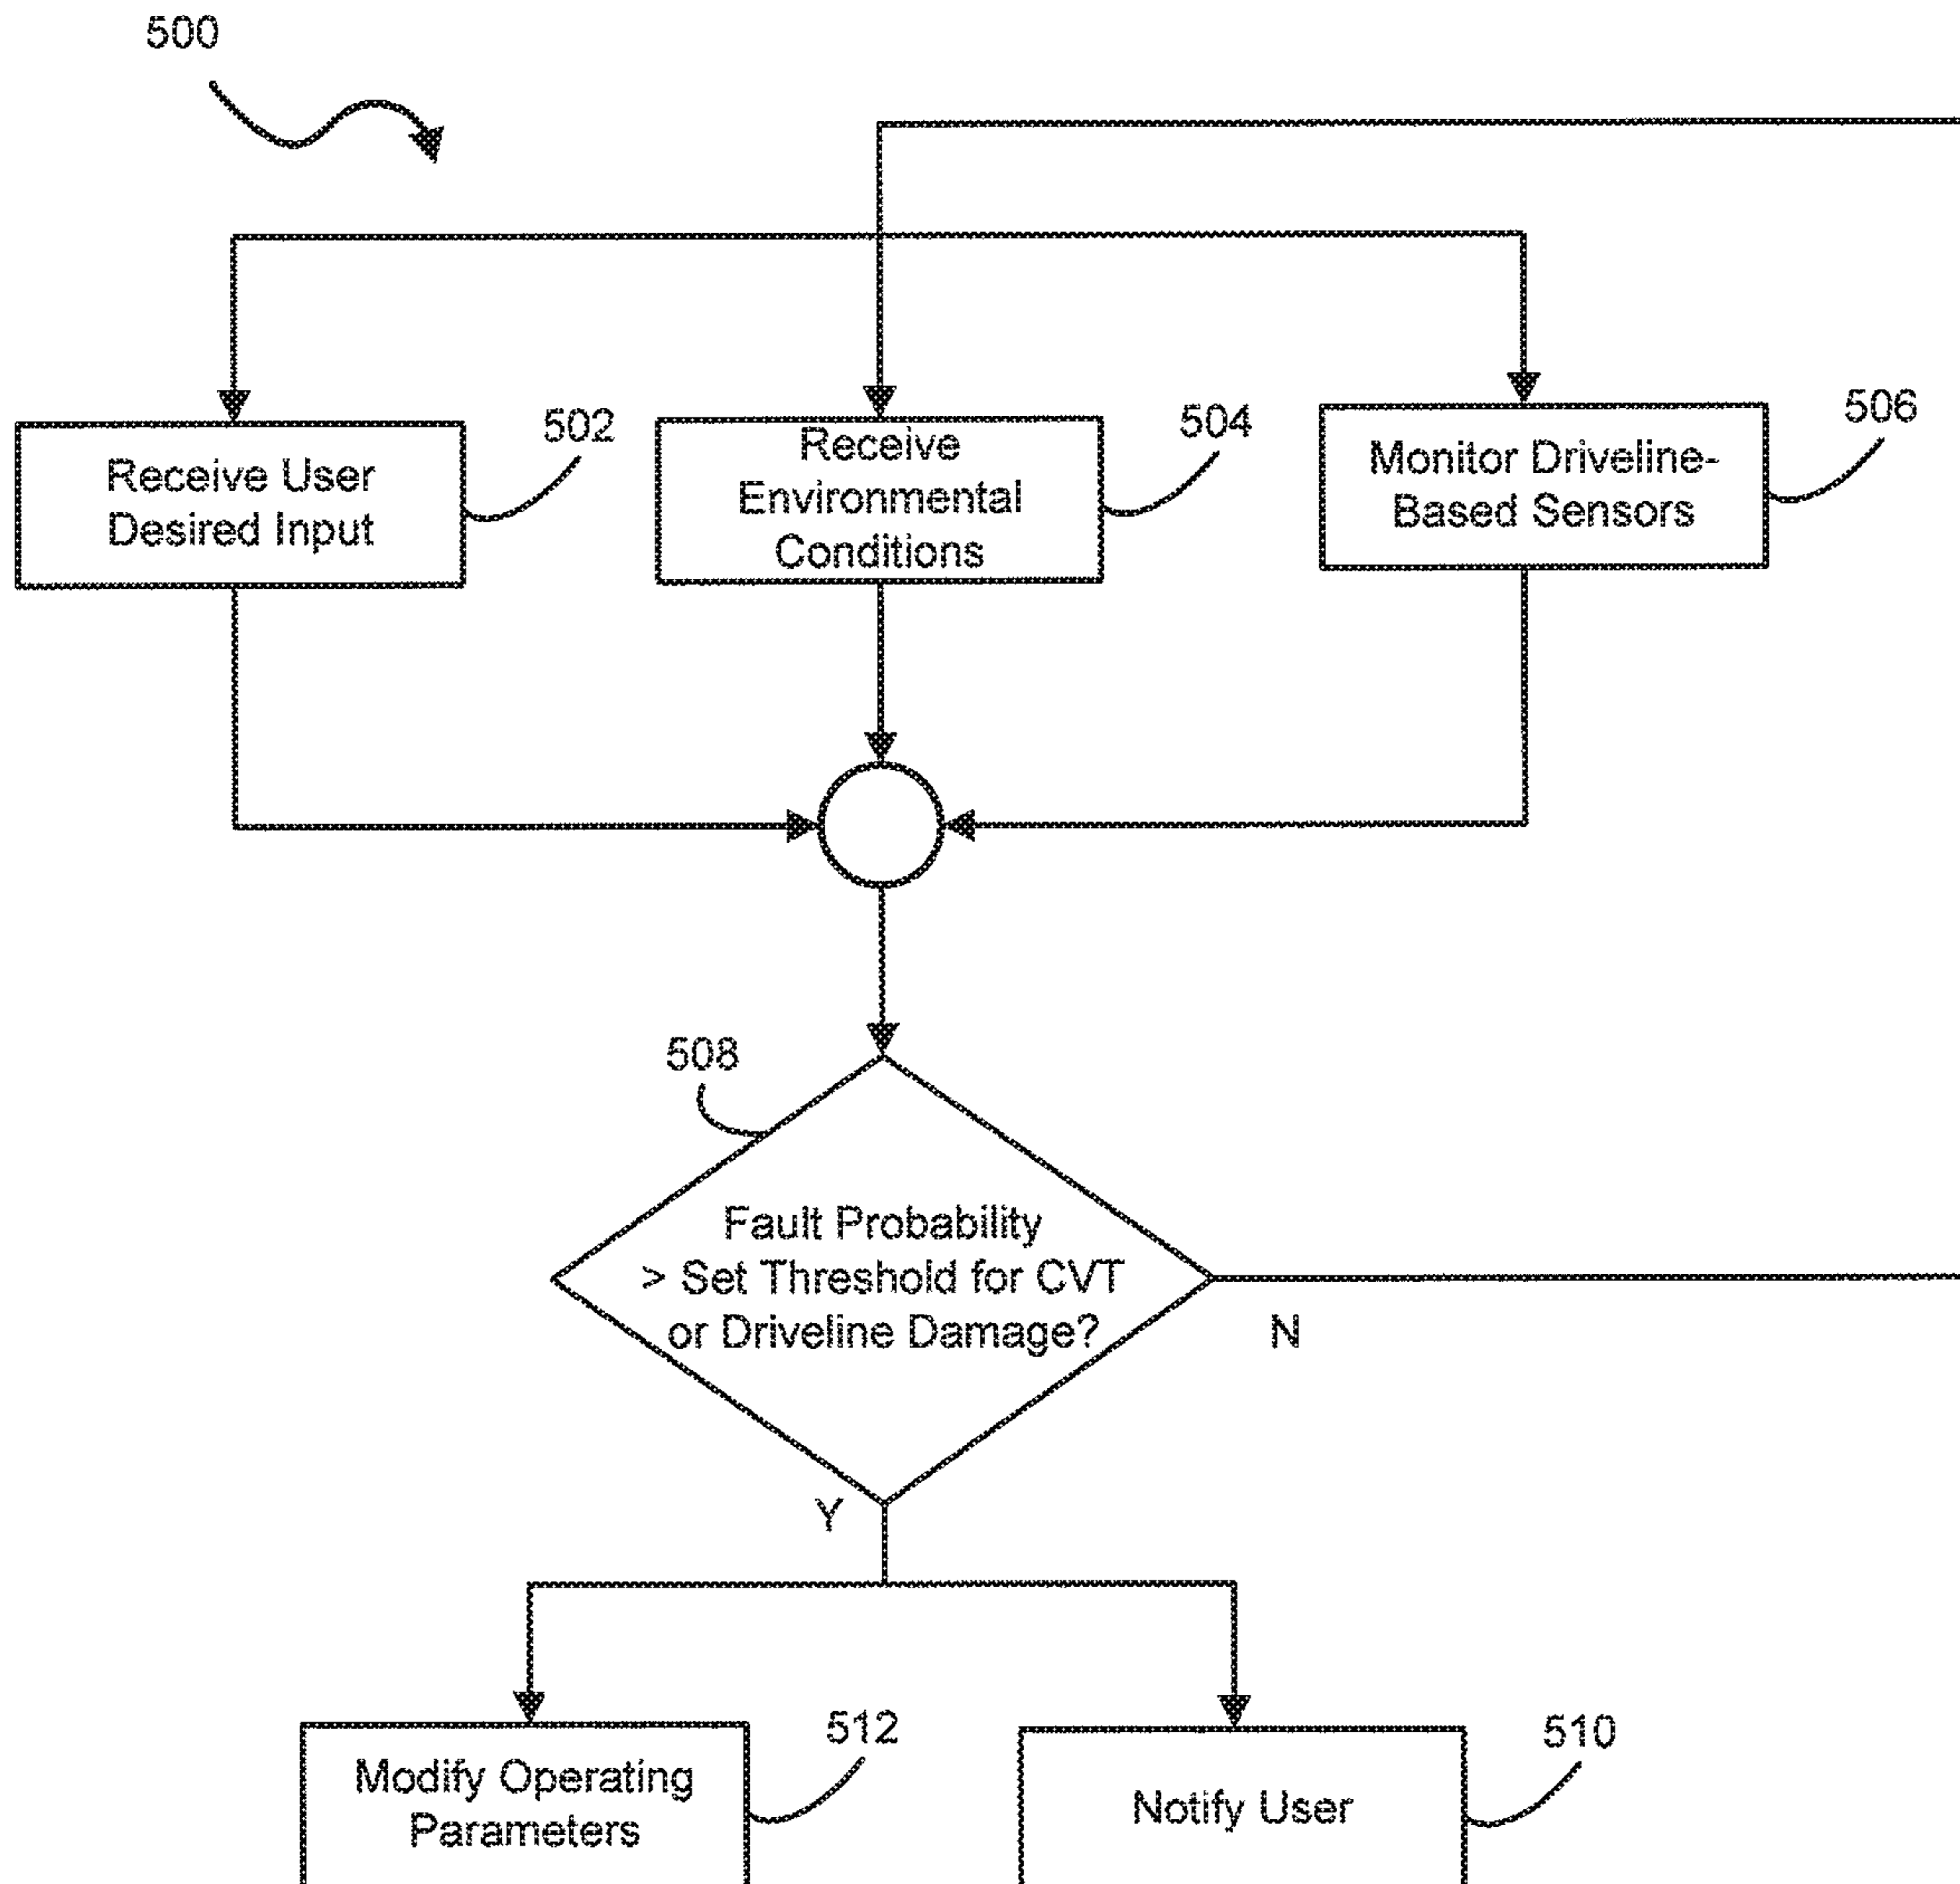 500
502
504
506
Receive User
Desired Input
Receive
Environmental
Conditions
Monitor Driveline-
Based Sensors
508
Fault Probability
> Set Threshold for CVT
or Driveline Damage?
N
Y
512
510
Modify Operating
Parameters
Notify User